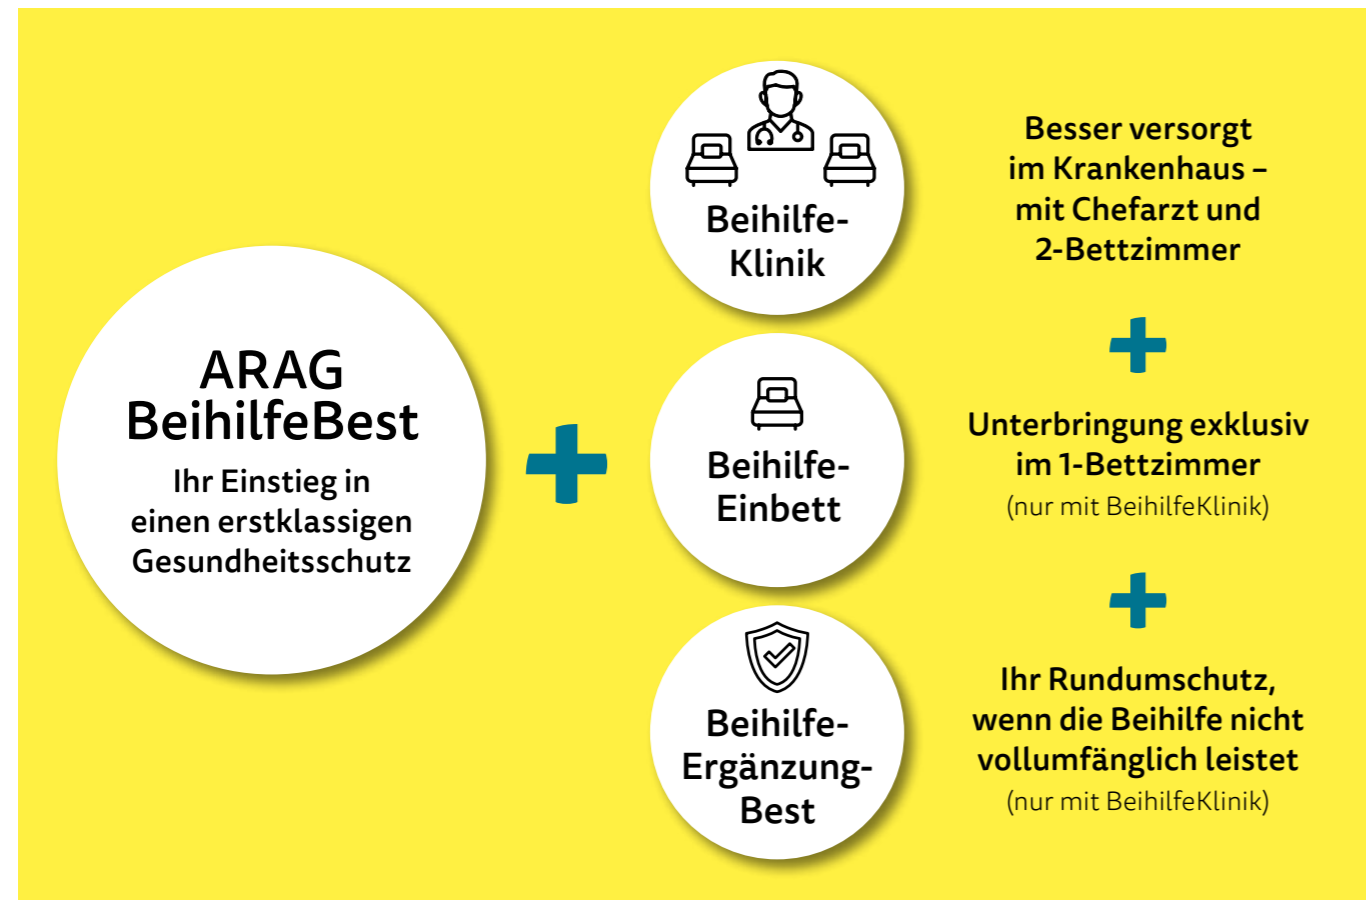 ARAG
BeihilfeBest
Ihr Einstieg in
einen erstklassigen
Gesundheitsschutz
Beihilfe-
Klinik
Besser versorgt
im Krankenhaus –
mit Chefarzt und
2-Bettzimmer
Beihilfe-
Einbett
Unterbringung exklusiv
im 1-Bettzimmer
(nur mit BeihilfeKlinik)
Beihilfe-
Ergänzung-
Best
Ihr Rundumschutz,
wenn die Beihilfe nicht
vollumfänglich leistet
(nur mit BeihilfeKlinik)